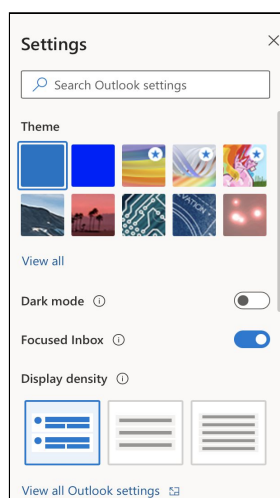 Settings
Search Outlook settings
Theme
View all
Dark mode
Focused Inbox
Display density
View all Outlook settings